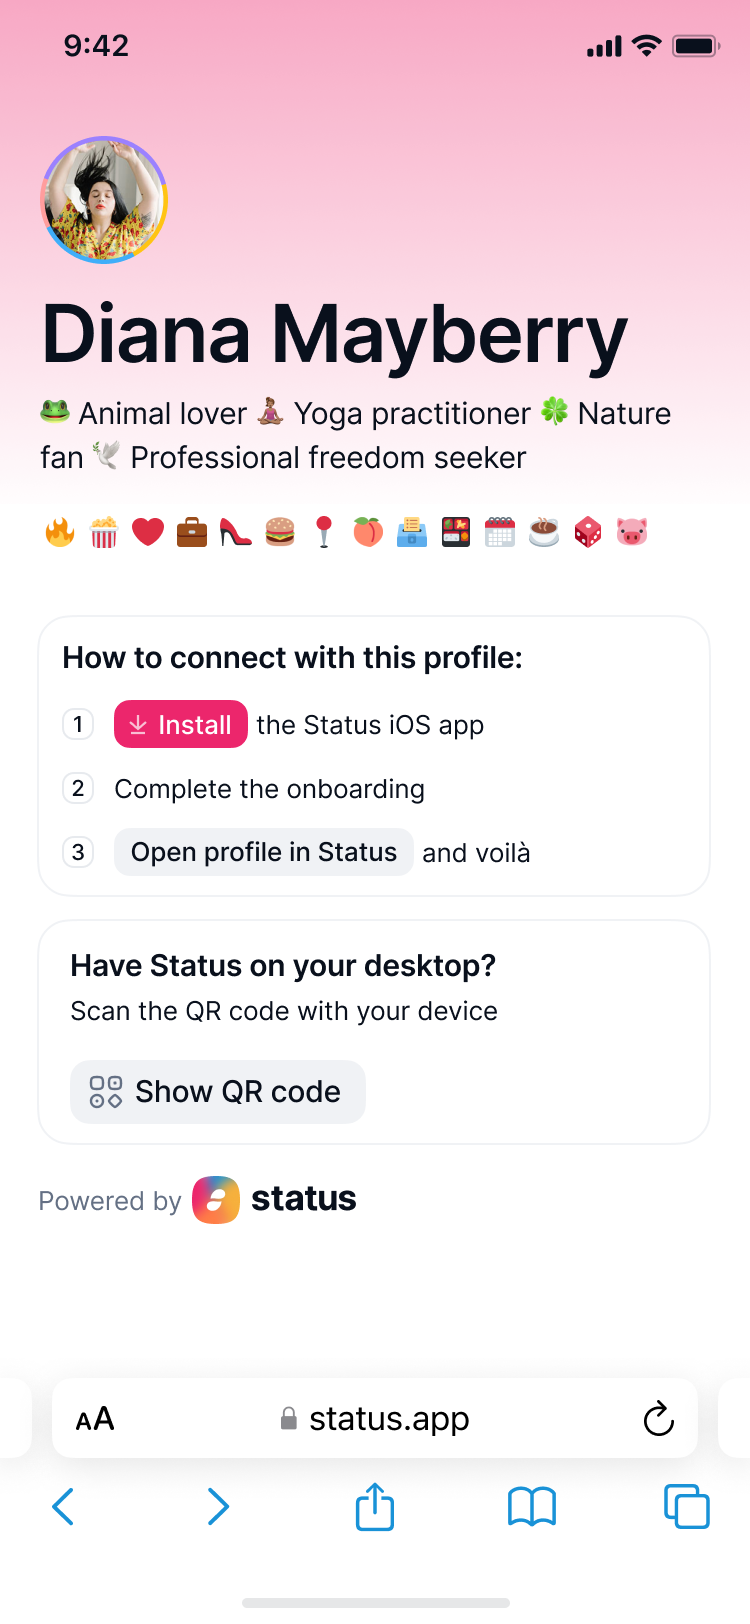 9:42
Diana Mayberry
🐸 Animal lover 🧘🏽‍♀️ Yoga practitioner 🍀 Nature
fan 🕊️ Professional freedom seeker
🔥 🍿 ❤️ 💼 👠 🍔 📍 🍑 🗳️ 🍱 🗓️ ☕ 🎲 🐷
How to connect with this profile:
1 Install the Status iOS app
2 Complete the onboarding
3 Open profile in Status and voilà
Have Status on your desktop?
Scan the QR code with your device
Show QR code
Powered by status
AA status.app